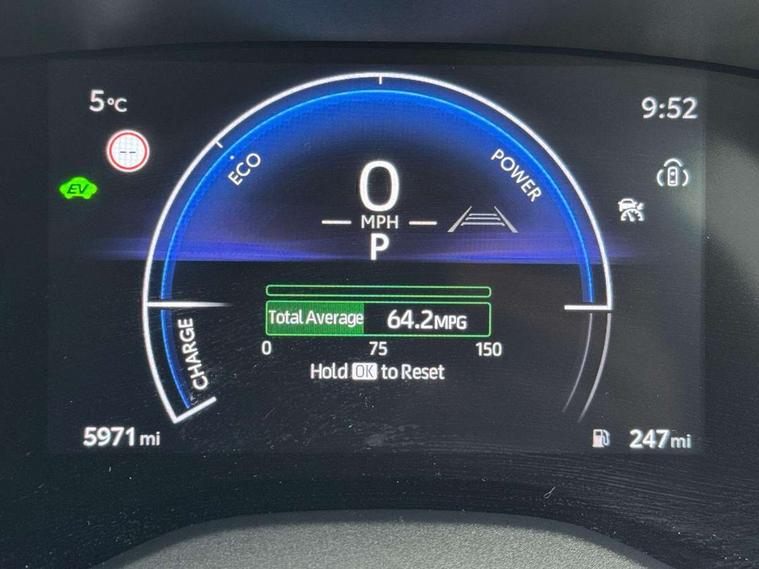 5°C
9:52
--
EV
ECO
POWER
0
MPH
P
CHARGE
Total Average 64.2MPG
0 75 150
Hold OK to Reset
5971 mi
247mi